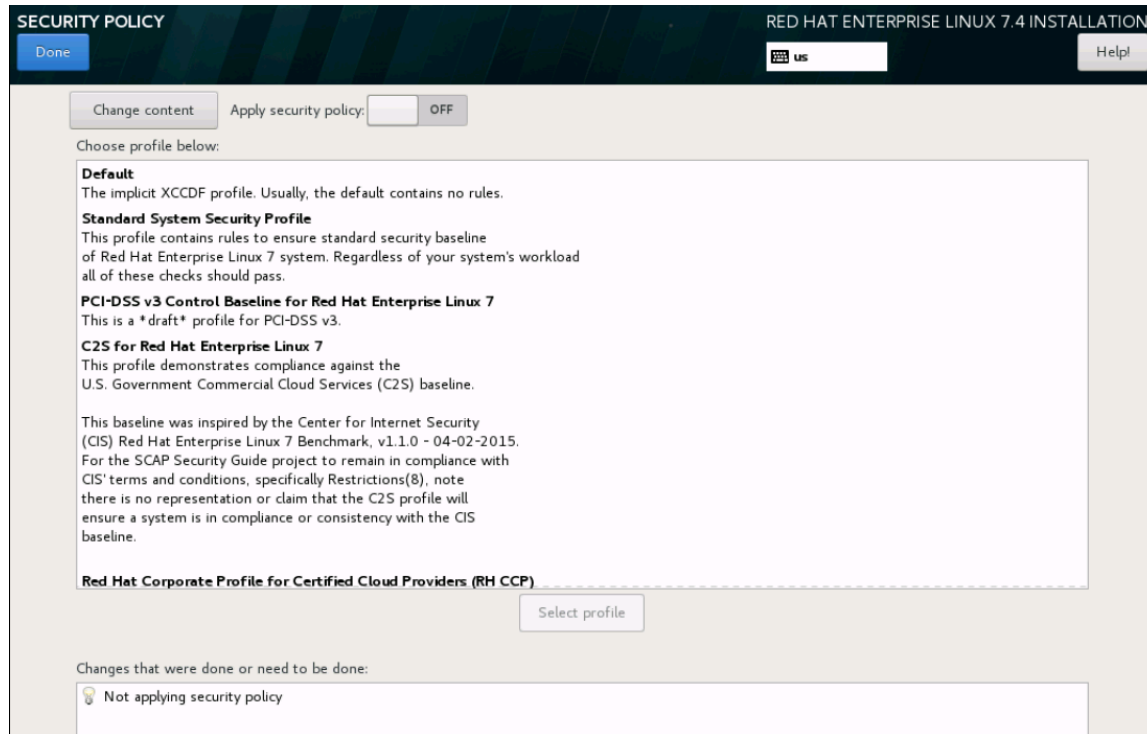 SECURITY POLICY
RED HAT ENTERPRISE LINUX 7.4 INSTALLATION
Done
us
Help!
Change content
Apply security policy:
OFF
Choose profile below:
Default
The implicit XCCDF profile. Usually, the default contains no rules.
Standard System Security Profile
This profile contains rules to ensure standard security baseline
of Red Hat Enterprise Linux 7 system. Regardless of your system's workload
all of these checks should pass.
PCI-DSS v3 Control Baseline for Red Hat Enterprise Linux 7
This is a *draft* profile for PCI-DSS v3.
C2S for Red Hat Enterprise Linux 7
This profile demonstrates compliance against the
U.S. Government Commercial Cloud Services (C2S) baseline.
This baseline was inspired by the Center for Internet Security
(CIS) Red Hat Enterprise Linux 7 Benchmark, v1.1.0 - 04-02-2015.
For the SCAP Security Guide project to remain in compliance with
CIS' terms and conditions, specifically Restrictions(8), note
there is no representation or claim that the C2S profile will
ensure a system is in compliance or consistency with the CIS
baseline.
Red Hat Corporate Profile for Certified Cloud Providers (RH CCP)
Select profile
Changes that were done or need to be done:
Not applying security policy